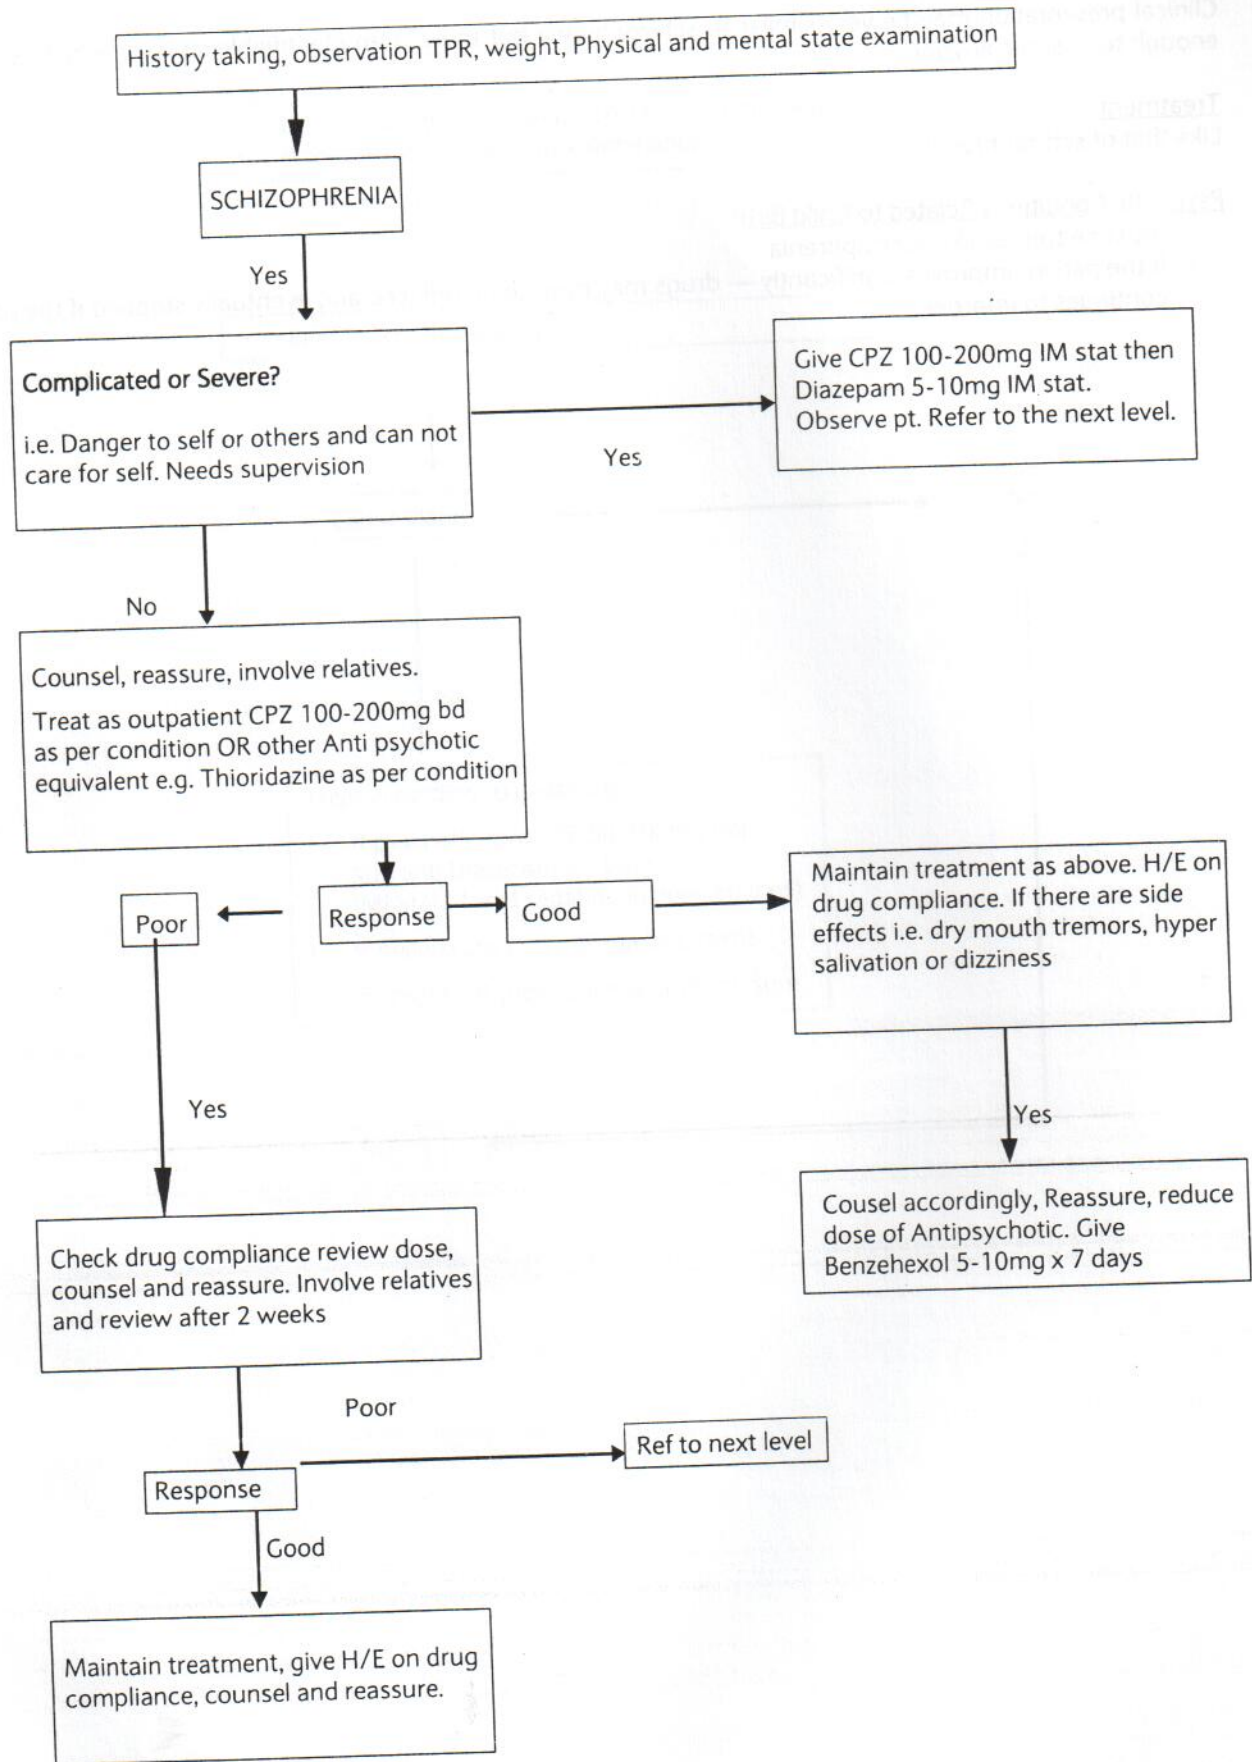 History taking, observation TPR, weight, Physical and mental state examination
SCHIZOPHRENIA
Yes
Complicated or Severe?
i.e. Danger to self or others and can not
care for self. Needs supervision
Yes
Give CPZ 100-200mg IM stat then
Diazepam 5-10mg IM stat.
Observe pt. Refer to the next level.
No
Counsel, reassure, involve relatives.
Treat as outpatient CPZ 100-200mg bd
as per condition OR other Anti psychotic
equivalent e.g. Thioridazine as per condition
Poor
Response
Good
Maintain treatment as above. H/E on
drug compliance. If there are side
effects i.e. dry mouth tremors, hyper
salivation or dizziness
Yes
Yes
Cousel accordingly, Reassure, reduce
dose of Antipsychotic. Give
Benzehexol 5-10mg x 7 days
Check drug compliance review dose,
counsel and reassure. Involve relatives
and review after 2 weeks
Poor
Ref to next level
Response
Good
Maintain treatment, give H/E on drug
compliance, counsel and reassure.